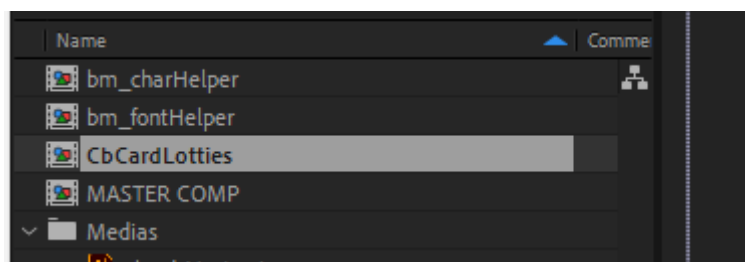 Name Comme
bm_charHelper
bm_fontHelper
CbCardLotties
MASTER COMP
Medias